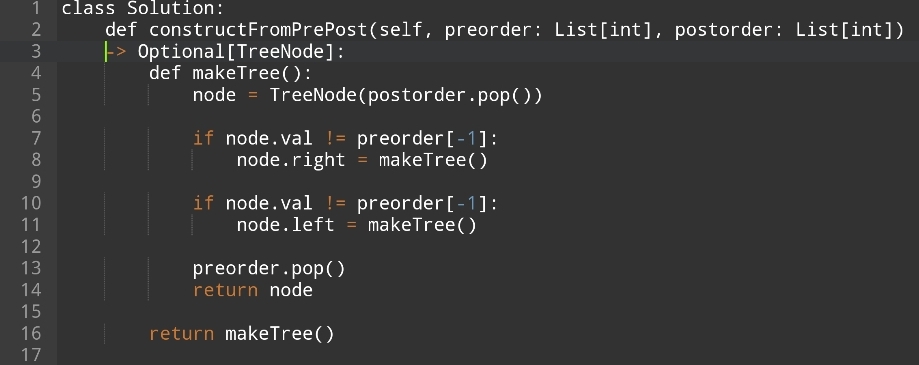 1 class Solution:
2     def constructFromPrePost(self, preorder: List[int], postorder: List[int])
3     -> Optional[TreeNode]:
4         def makeTree():
5             node = TreeNode(postorder.pop())
6
7             if node.val != preorder[-1]:
8                 node.right = makeTree()
9
10             if node.val != preorder[-1]:
11                 node.left = makeTree()
12
13             preorder.pop()
14             return node
15
16         return makeTree()
17